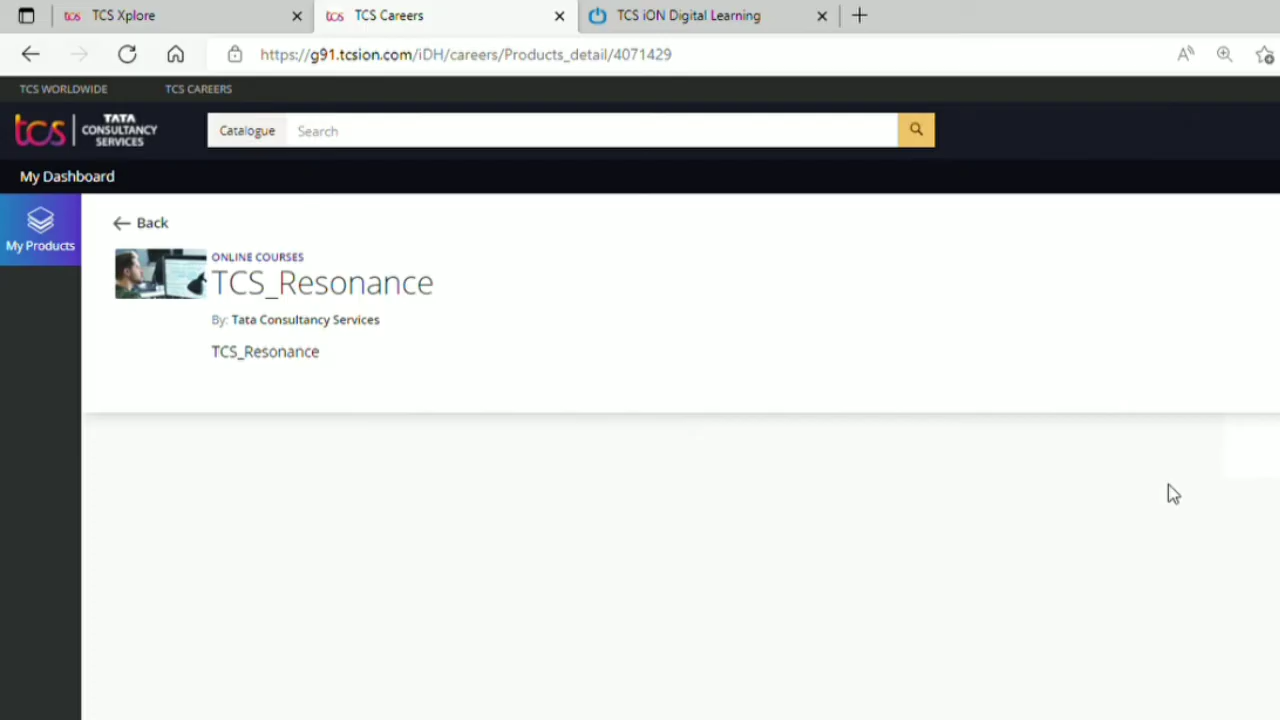 TCS Xplore
TCS Careers
TCS iON Digital Learning
https://g91.tcsion.com/iDH/careers/Products_detail/4071429
TCS WORLDWIDE
TCS CAREERS
tcs
TATA
CONSULTANCY
SERVICES
Catalogue
Search
My Dashboard
My Products
Back
ONLINE COURSES
TCS_Resonance
By: Tata Consultancy Services
TCS_Resonance